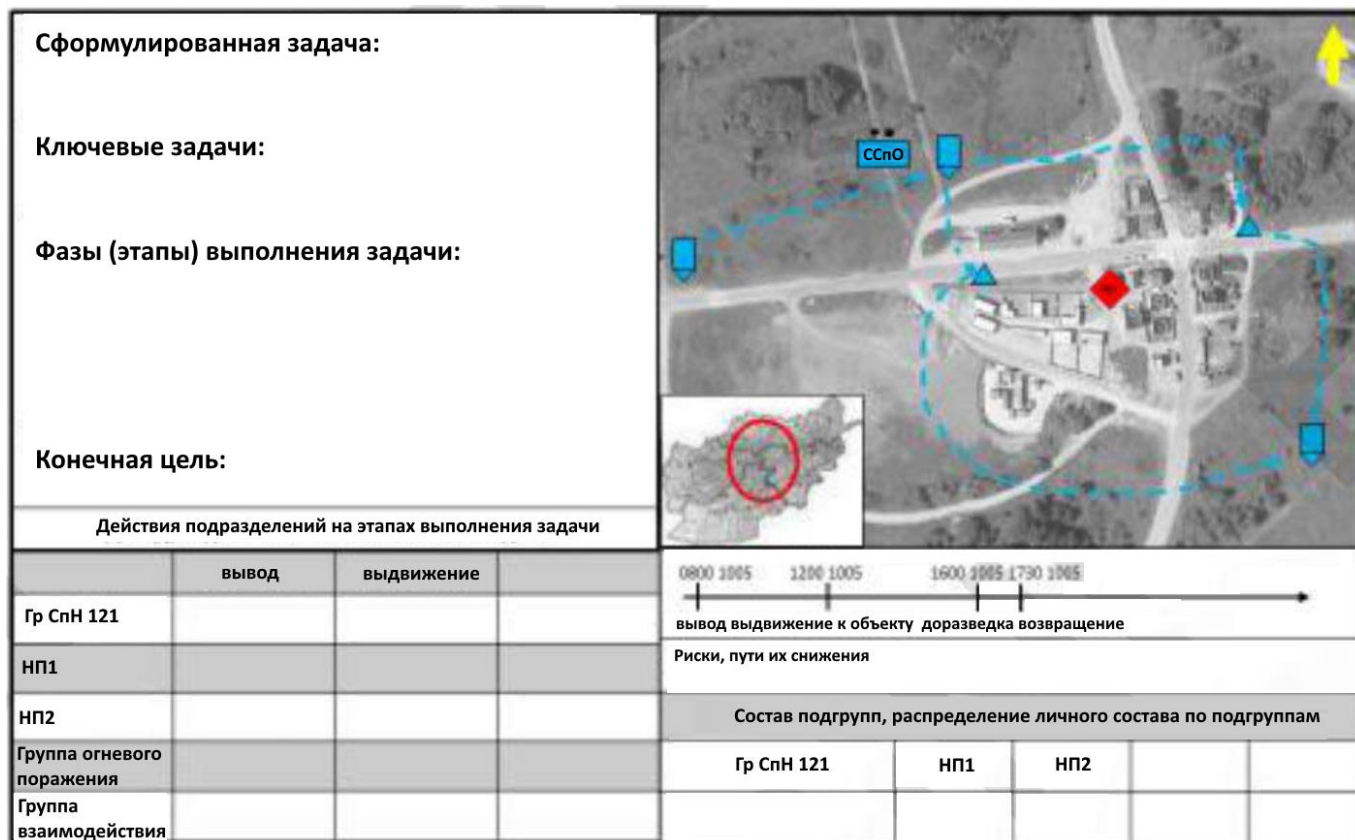 Сформулированная задача:
Ключевые задачи:
Фазы (этапы) выполнения задачи:
Конечная цель:
ССпО
Действия подразделений на этапах выполнения задачи
вывод выдвижение
Гр СпН 121
НП1
НП2
Группа огневого
поражения
Группа
взаимодействия
0800 1005 1200 1005 1600 1005 1730 1005
вывод выдвижение к объекту доразведка возвращение
Риски, пути их снижения
Состав подгрупп, распределение личного состава по подгруппам
Гр СпН 121 НП1 НП2